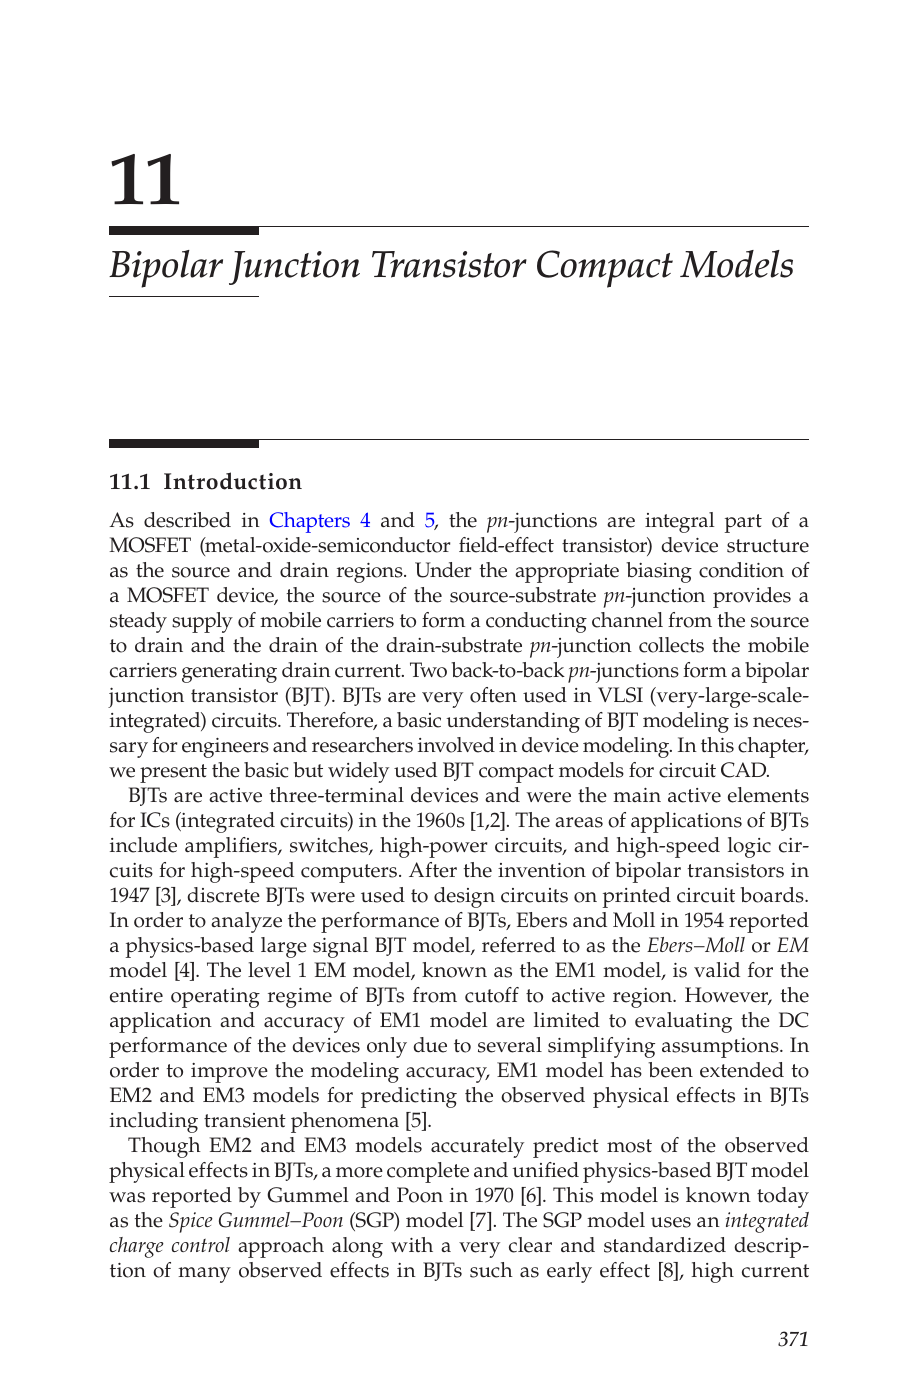 11
Bipolar Junction Transistor Compact Models
11.1 Introduction
As described in Chapters 4 and 5, the pn-junctions are integral part of a
MOSFET (metal-oxide-semiconductor field-effect transistor) device structure
as the source and drain regions. Under the appropriate biasing condition of
a MOSFET device, the source of the source-substrate pn-junction provides a
steady supply of mobile carriers to form a conducting channel from the source
to drain and the drain of the drain-substrate pn-junction collects the mobile
carriers generating drain current. Two back-to-back pn-junctions form a bipolar
junction transistor (BJT). BJTs are very often used in VLSI (very-large-scale-
integrated) circuits. Therefore, a basic understanding of BJT modeling is neces-
sary for engineers and researchers involved in device modeling. In this chapter,
we present the basic but widely used BJT compact models for circuit CAD.
BJTs are active three-terminal devices and were the main active elements
for ICs (integrated circuits) in the 1960s [1,2]. The areas of applications of BJTs
include amplifiers, switches, high-power circuits, and high-speed logic cir-
cuits for high-speed computers. After the invention of bipolar transistors in
1947 [3], discrete BJTs were used to design circuits on printed circuit boards.
In order to analyze the performance of BJTs, Ebers and Moll in 1954 reported
a physics-based large signal BJT model, referred to as the Ebers–Moll or EM
model [4]. The level 1 EM model, known as the EM1 model, is valid for the
entire operating regime of BJTs from cutoff to active region. However, the
application and accuracy of EM1 model are limited to evaluating the DC
performance of the devices only due to several simplifying assumptions. In
order to improve the modeling accuracy, EM1 model has been extended to
EM2 and EM3 models for predicting the observed physical effects in BJTs
including transient phenomena [5].
Though EM2 and EM3 models accurately predict most of the observed
physical effects in BJTs, a more complete and unified physics-based BJT model
was reported by Gummel and Poon in 1970 [6]. This model is known today
as the Spice Gummel–Poon (SGP) model [7]. The SGP model uses an integrated
charge control approach along with a very clear and standardized descrip-
tion of many observed effects in BJTs such as early effect [8], high current
371